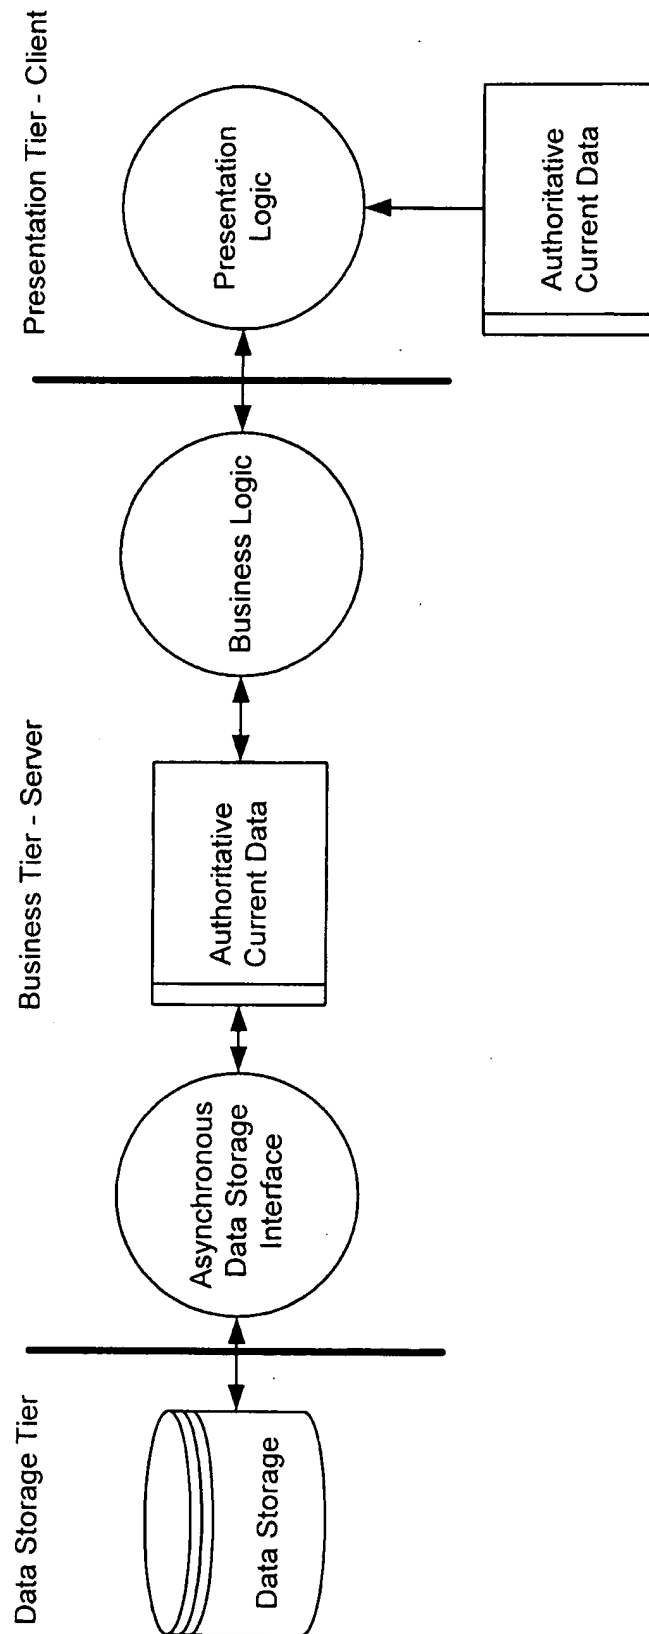 Data Storage Tier
Business Tier - Server
Presentation Tier - Client
Data Storage
Asynchronous
Data Storage
Interface
Authoritative
Current Data
Business Logic
Presentation
Logic
Authoritative
Current Data